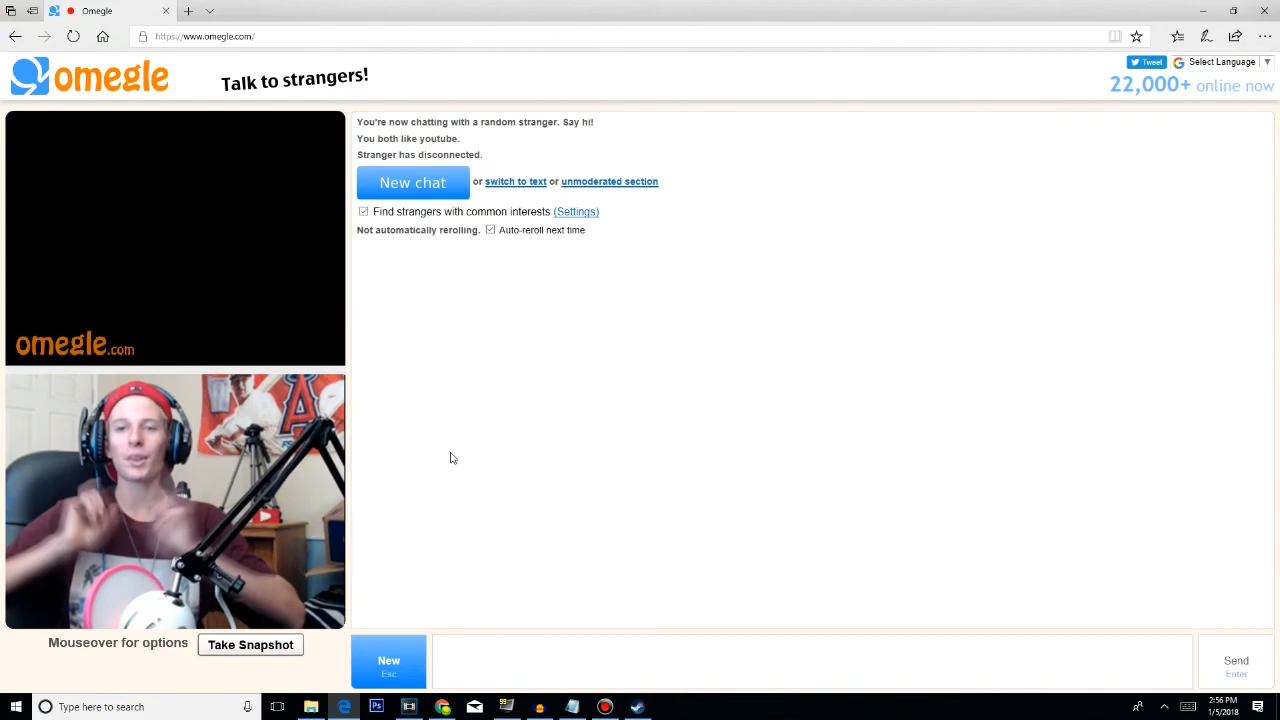 Omegle
https://www.omegle.com/
omegle
Talk to strangers!
Tweet
Select Language
22,000+ online now
You're now chatting with a random stranger. Say hi!
You both like youtube.
Stranger has disconnected.
New chat or switch to text or unmoderated section
Find strangers with common interests (Settings)
Not automatically rerolling. Auto-reroll next time
omegle.com
A
Mouseover for options
Take Snapshot
New
Esc
Send
Enter
Type here to search
Ps
2:56 PM
1/5/2018